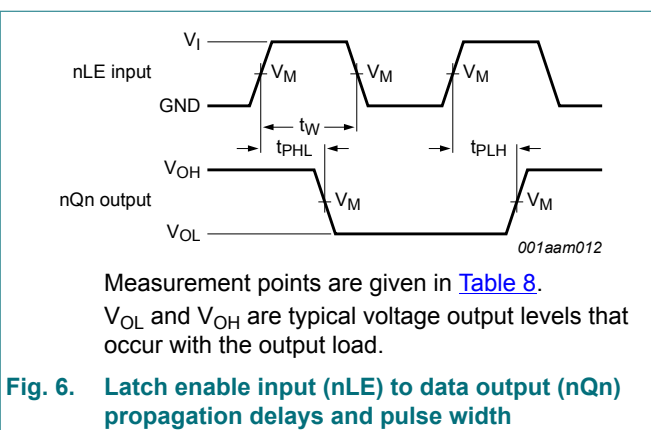 V_I
nLE input
V_M V_M V_M
GND
t_W
t_PHL t_PLH
V_OH
nQn output
V_M V_M
V_OL
001aam012
Measurement points are given in Table 8.
V_OL and V_OH are typical voltage output levels that
occur with the output load.
Fig. 6. Latch enable input (nLE) to data output (nQn)
propagation delays and pulse width